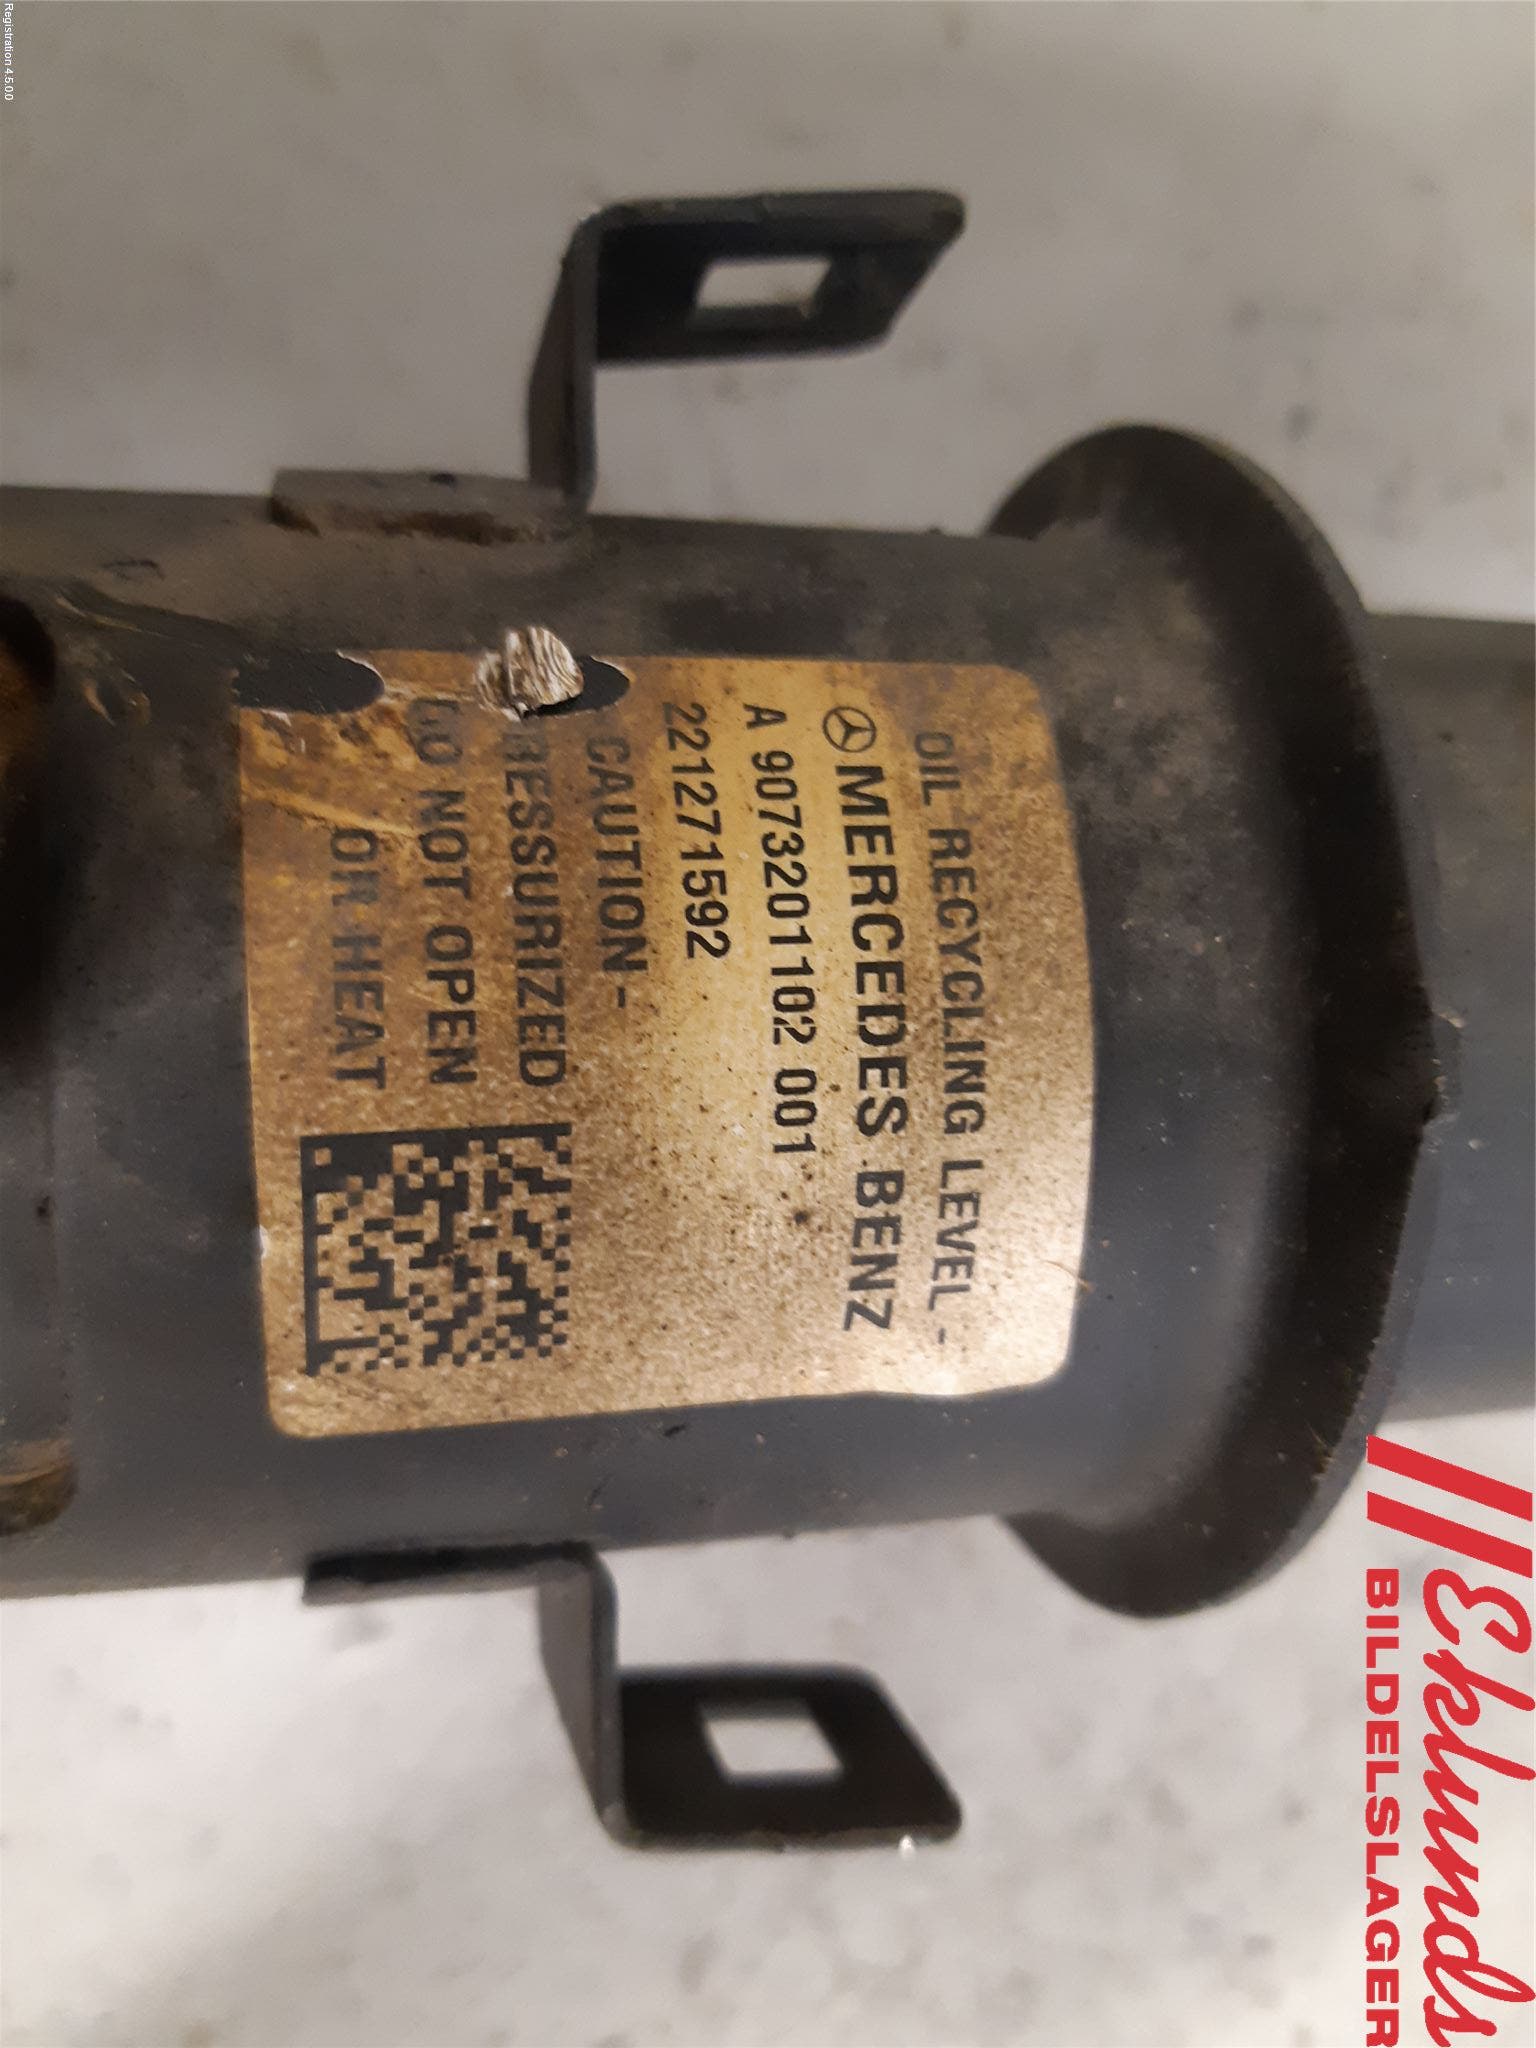 OIL RECYCLING LEVEL -
MERCEDES BENZ
A 9073201102 001
221271592
CAUTION -
PRESSURIZED
DO NOT OPEN
OR HEAT
Eklunds
BILDELSLAGER
Registration 4.5.0.0